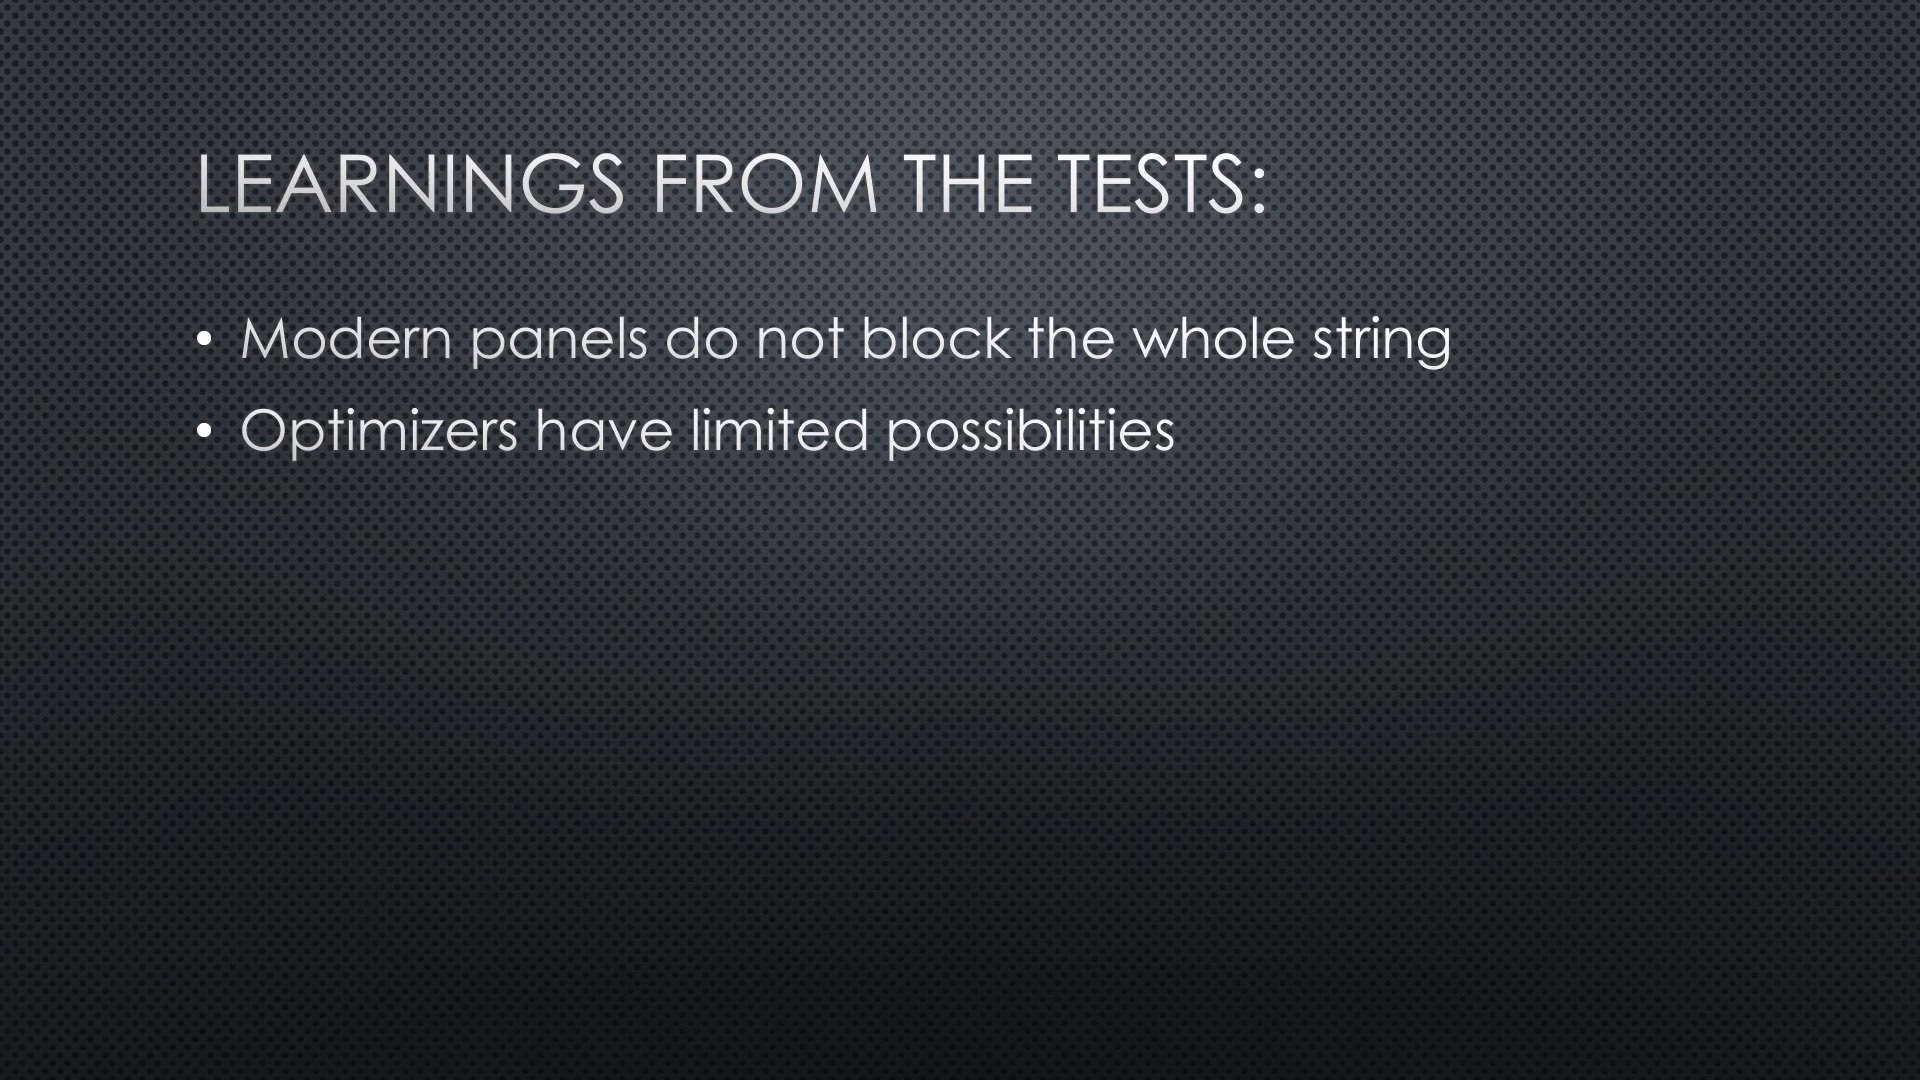 LEARNINGS FROM THE TESTS:
• Modern panels do not block the whole string
• Optimizers have limited possibilities